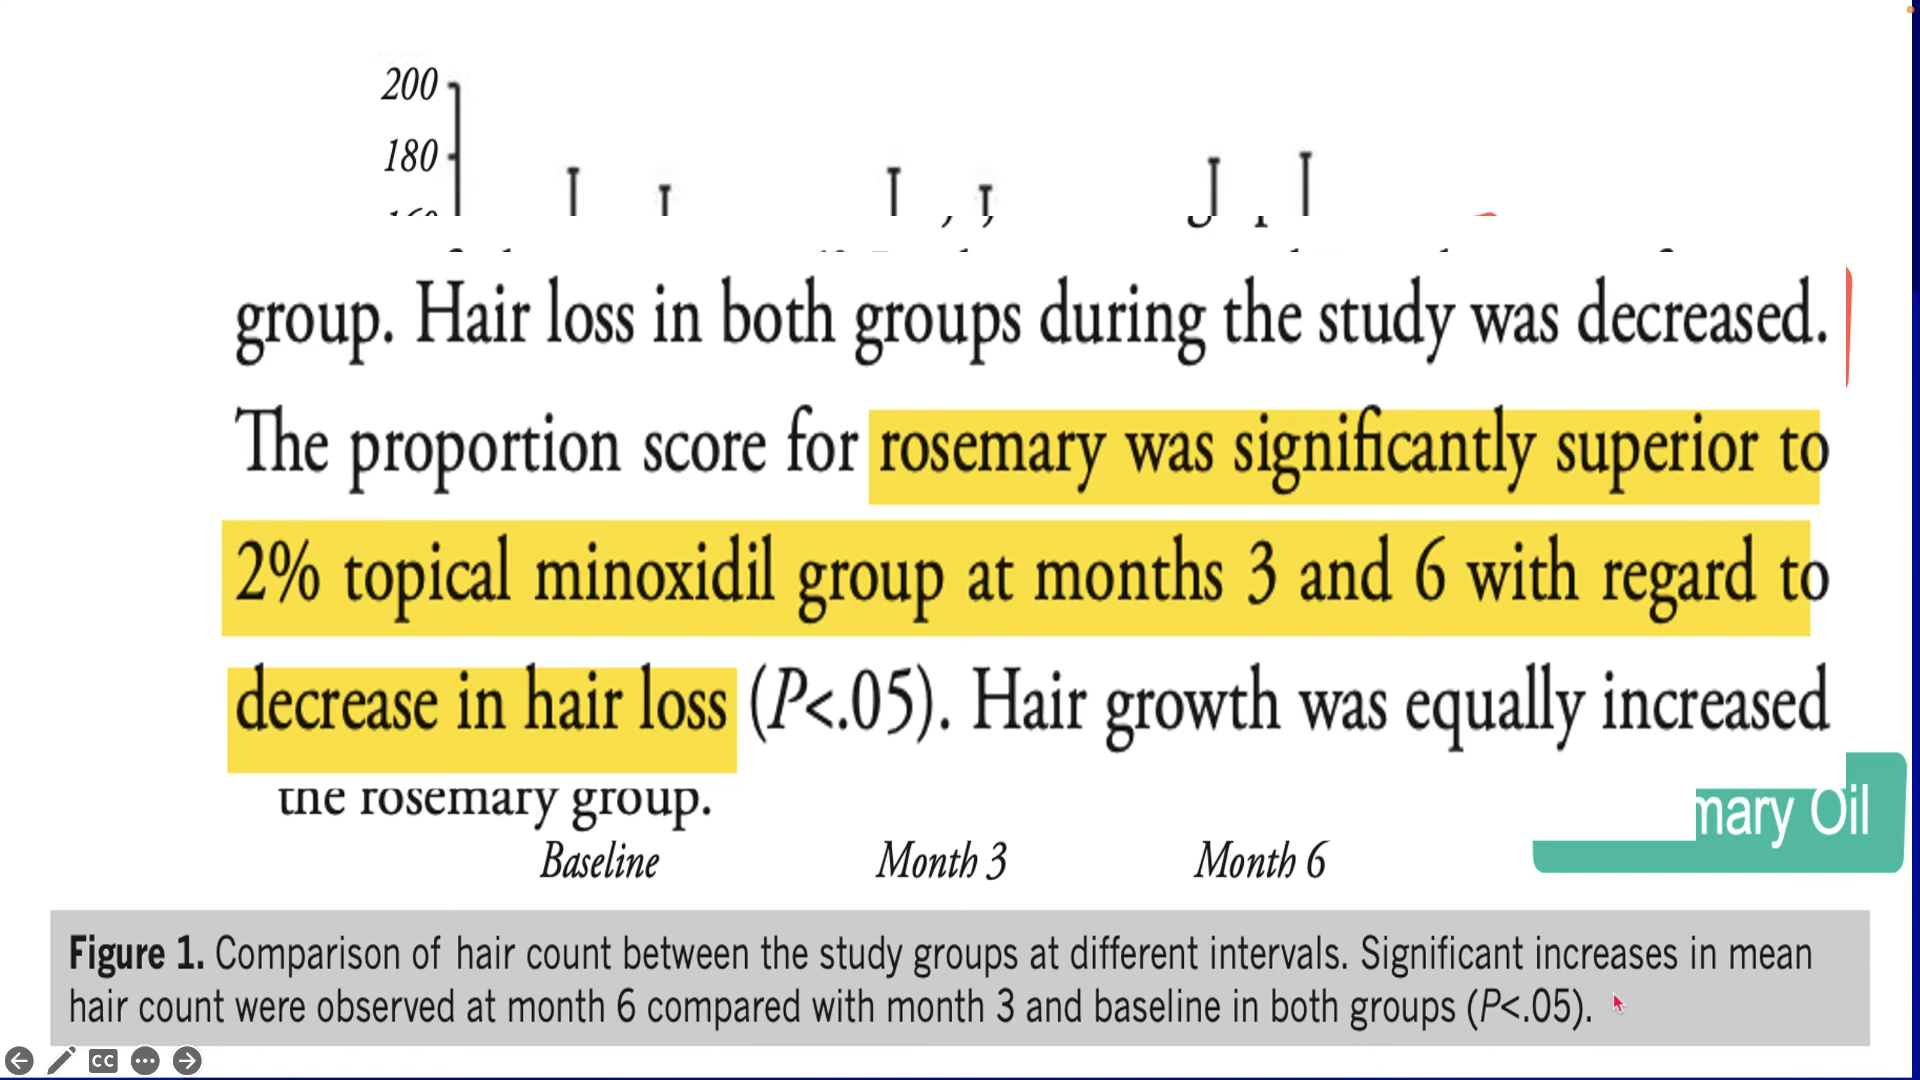 200
180
group. Hair loss in both groups during the study was decreased.
The proportion score for rosemary was significantly superior to
2% topical minoxidil group at months 3 and 6 with regard to
decrease in hair loss (P<.05). Hair growth was equally increased
the rosemary group.
mary Oil
Baseline Month 3 Month 6
Figure 1. Comparison of hair count between the study groups at different intervals. Significant increases in mean
hair count were observed at month 6 compared with month 3 and baseline in both groups (P<.05).
CC